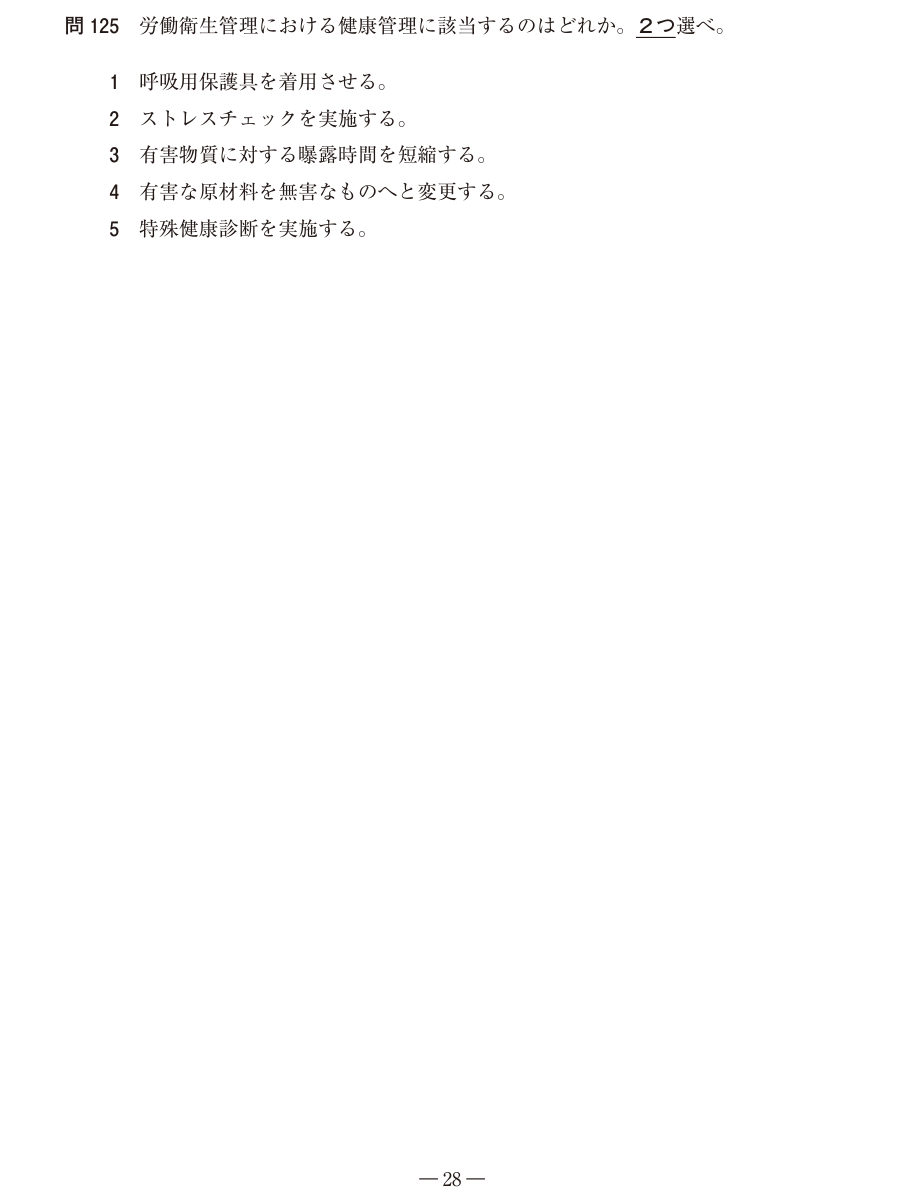 問 125 労働衛生管理における健康管理に該当するのはどれか。２つ選べ。
1 呼吸用保護具を着用させる。
2 ストレスチェックを実施する。
3 有害物質に対する曝露時間を短縮する。
4 有害な原材料を無害なものへと変更する。
5 特殊健康診断を実施する。
― 28 ―